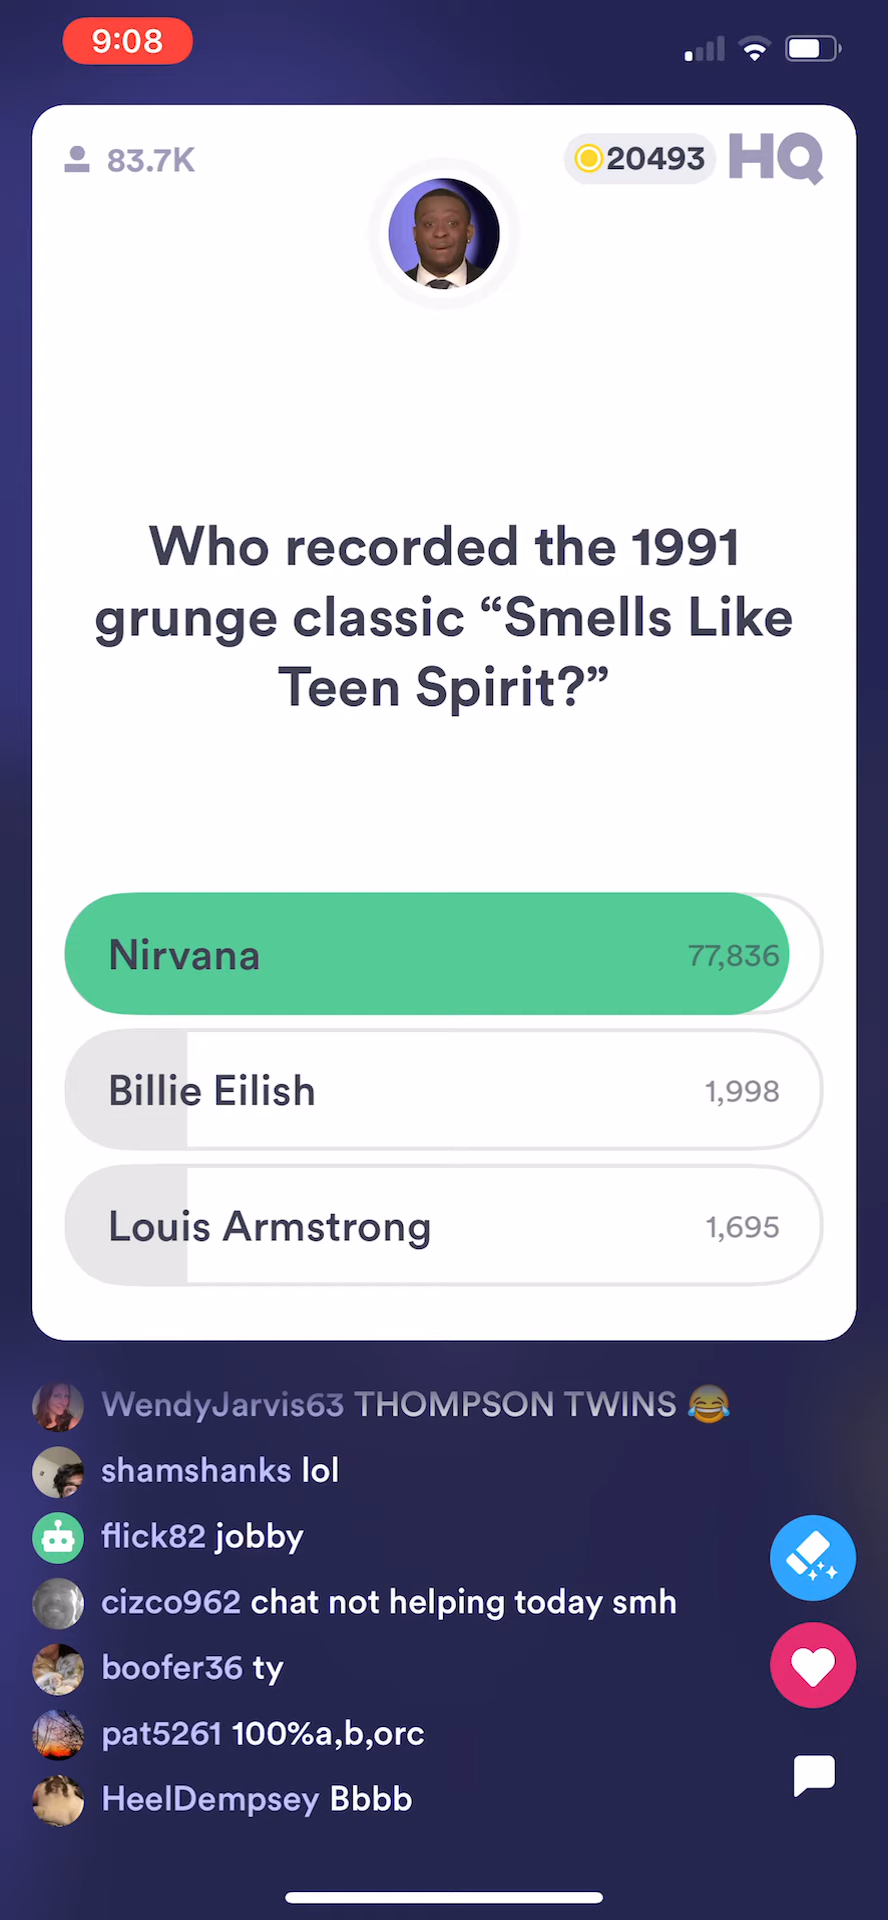 9:08
83.7K
20493 HQ
Who recorded the 1991
grunge classic “Smells Like
Teen Spirit?”
Nirvana 77,836
Billie Eilish 1,998
Louis Armstrong 1,695
WendyJarvis63 THOMPSON TWINS 😂
shamshanks lol
flick82 jobby
cizco962 chat not helping today smh
boofer36 ty
pat5261 100%a,b,orc
HeelDempsey Bbbb